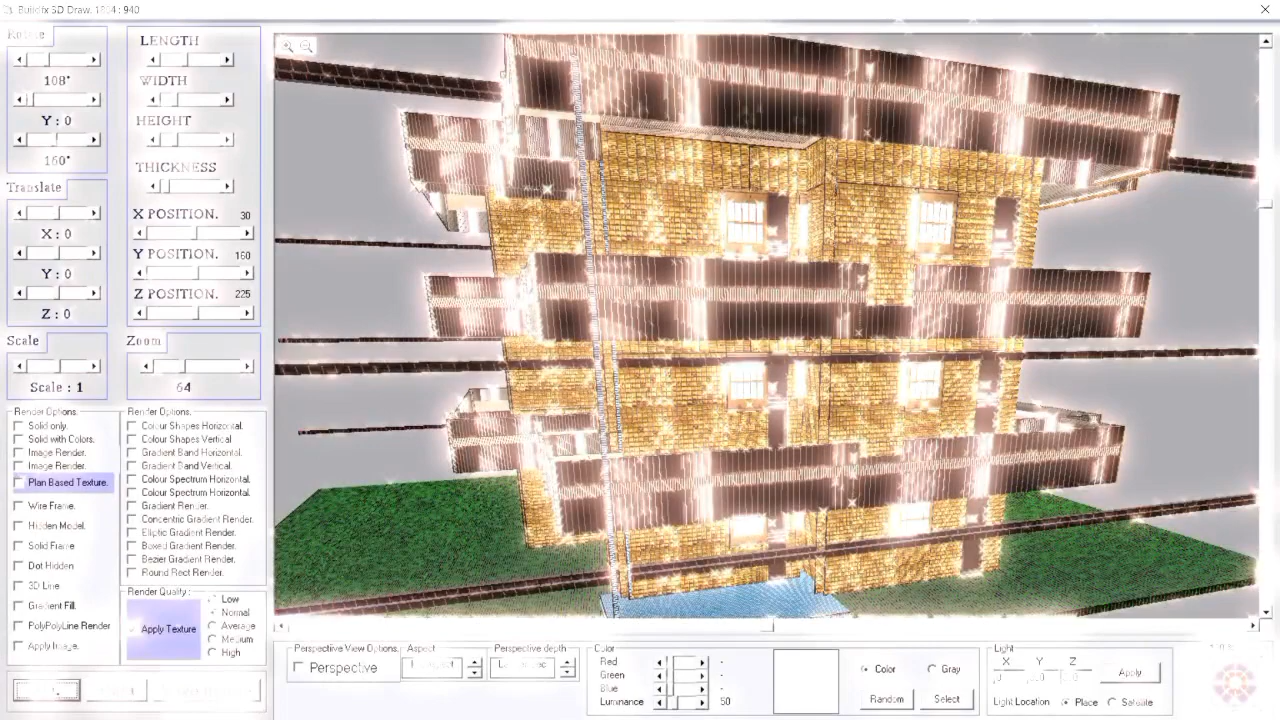 Buildfx 3D Draw.
Rotate
108°
Y : 0
160°
Translate
X : 0
Y : 0
Z : 0
Scale
Scale : 1
LENGTH
WIDTH
HEIGHT
THICKNESS
X POSITION. 30
Y POSITION. 160
Z POSITION. 225
Zoom
64
Render Options.
Solid only.
Solid with Colors.
Image Render.
Image Render.
Plan Based Texture.
Wire Frame.
Hidden Model.
Solid Frame
Dot Hidden
3D Line
Gradient Fill.
PolyPolyLine Render
Apply Image.
Render Options.
Colour Shapes Horizontal.
Colour Shapes Vertical
Gradient Band Horizontal.
Gradient Band Vertical.
Colour Spectrum Horizontal.
Colour Spectrum Horizontal.
Gradient Render.
Concentric Gradient Render.
Eliptic Gradient Render.
Boxed Gradient Render.
Bezier Gradient Render.
Round Rect Render.
Render Quality :
Apply Texture
Low
Normal
Average
Medium
High
Perspective View Options.
Perspective
Aspect
Perspective depth
Color
Red -
Green -
Blue -
Luminance 50
Color
Gray
Random
Select
Light
X Y Z
Apply
Light Location
Place
Satelite